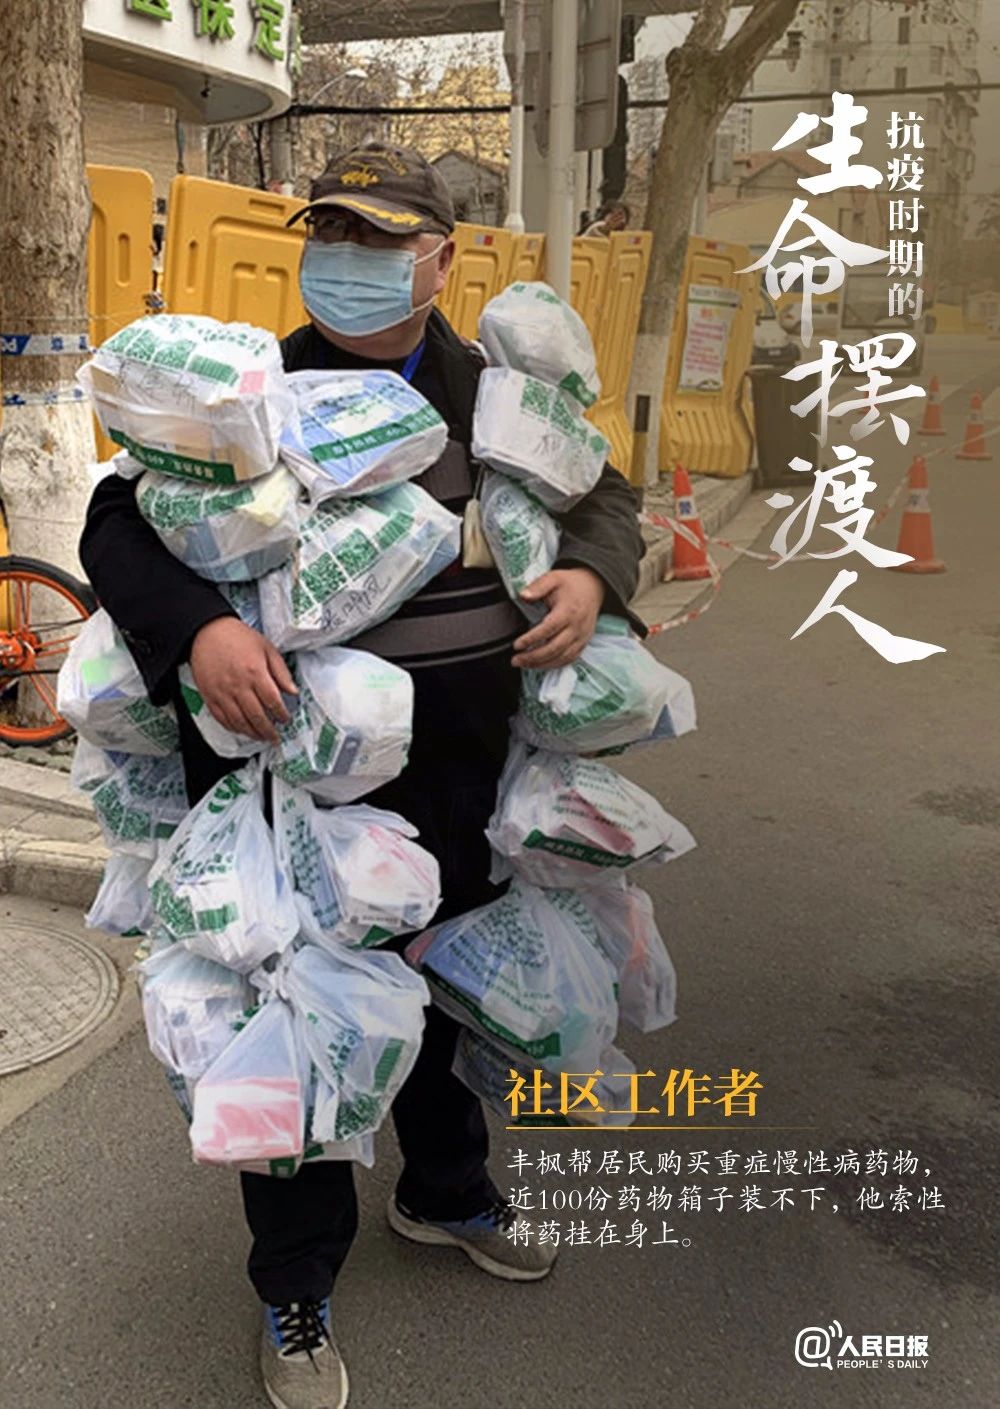 抗疫时期的
生命摆渡人
社区工作者
丰枫帮居民购买重症慢性病药物，
近100份药物箱子装不下，他索性
将药挂在身上。
@人民日报
PEOPLE'S DAILY